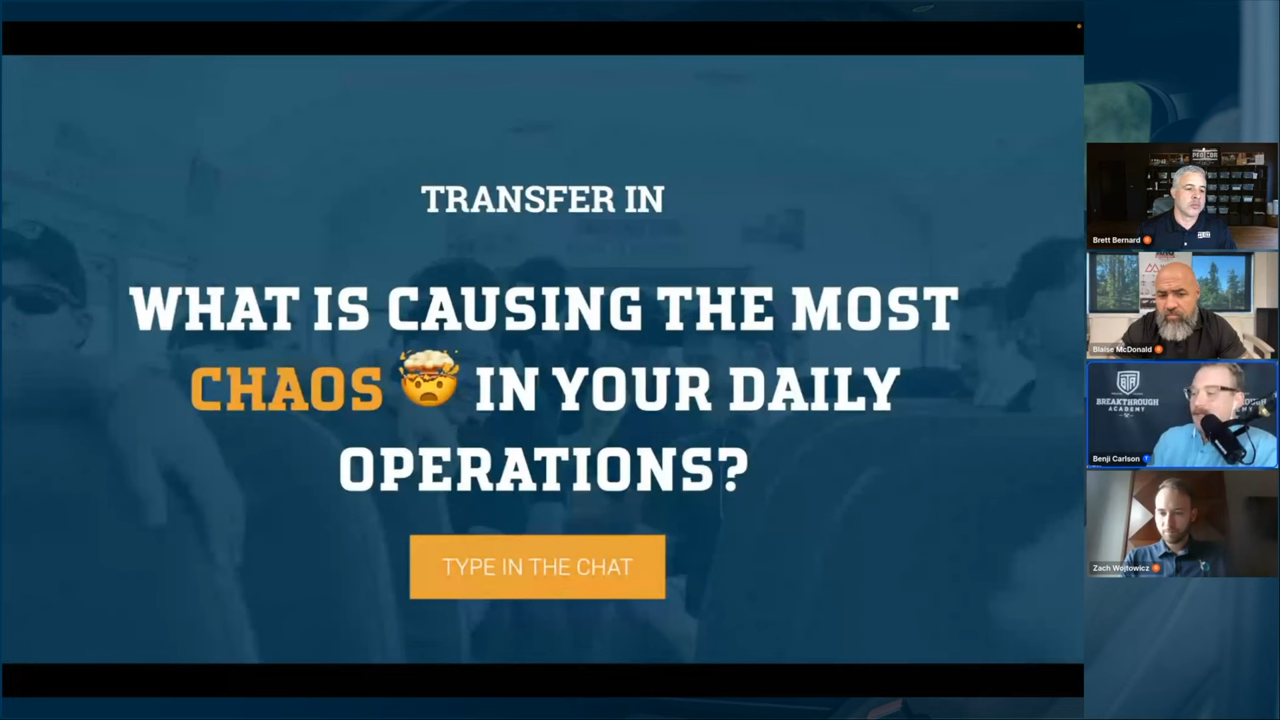 TRANSFER IN
WHAT IS CAUSING THE MOST
CHAOS 🤯 IN YOUR DAILY
OPERATIONS?
TYPE IN THE CHAT
Brett Bernard
Blaise McDonald
BTA
BREAKTHROUGH
ACADEMY
Benji Carlson
Zach Wojtowicz